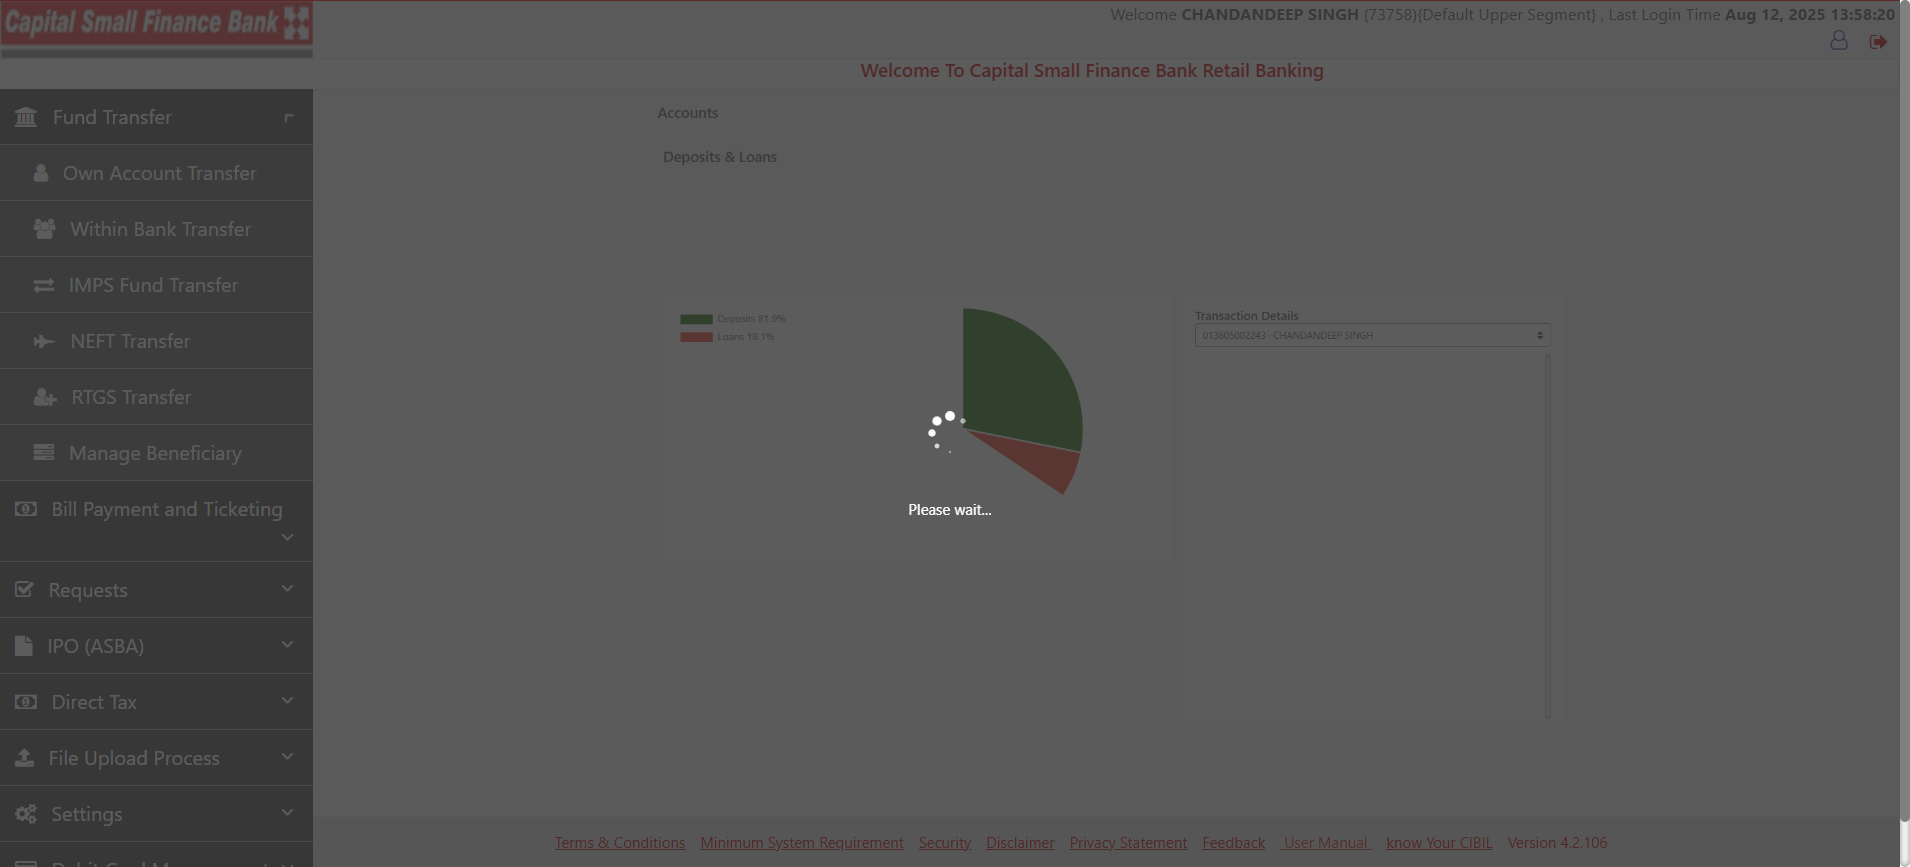 Capital Small Finance Bank
Welcome CHANDANDEEP SINGH (73758){Default Upper Segment} , Last Login Time Aug 12, 2025 13:58:20
Welcome To Capital Small Finance Bank Retail Banking
Fund Transfer
Own Account Transfer
Within Bank Transfer
IMPS Fund Transfer
NEFT Transfer
RTGS Transfer
Manage Beneficiary
Bill Payment and Ticketing
Requests
IPO (ASBA)
Direct Tax
File Upload Process
Settings
Accounts
Deposits & Loans
Deposits 81.9%
Loans 18.1%
Please wait...
Transaction Details
013605002243--CHANDANDEEP SINGH
Terms & Conditions Minimum System Requirement Security Disclaimer Privacy Statement Feedback User Manual know Your CIBIL Version 4.2.106